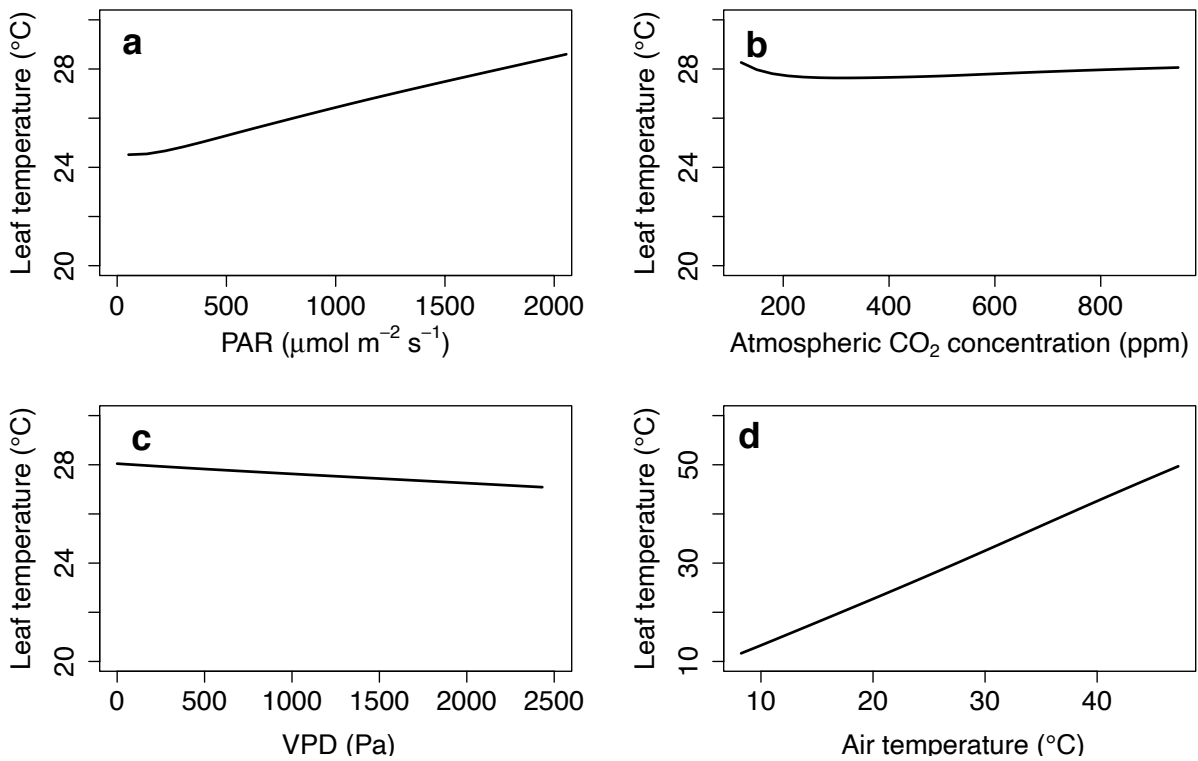 a
Leaf temperature (°C)
20 24 28
0 500 1000 1500 2000
PAR (μmol m⁻² s⁻¹)
b
Leaf temperature (°C)
20 24 28
200 400 600 800
Atmospheric CO₂ concentration (ppm)
c
Leaf temperature (°C)
20 24 28
0 500 1000 1500 2000 2500
VPD (Pa)
d
Leaf temperature (°C)
10 30 50
10 20 30 40
Air temperature (°C)